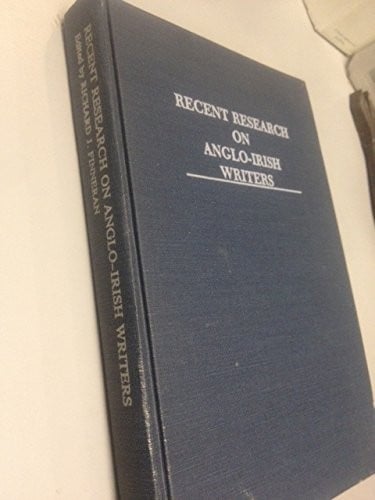 RECENT RESEARCH
ON
ANGLO-IRISH
WRITERS
RECENT RESEARCH ON ANGLO-IRISH WRITERS
Edited by RICHARD J. FINNERAN